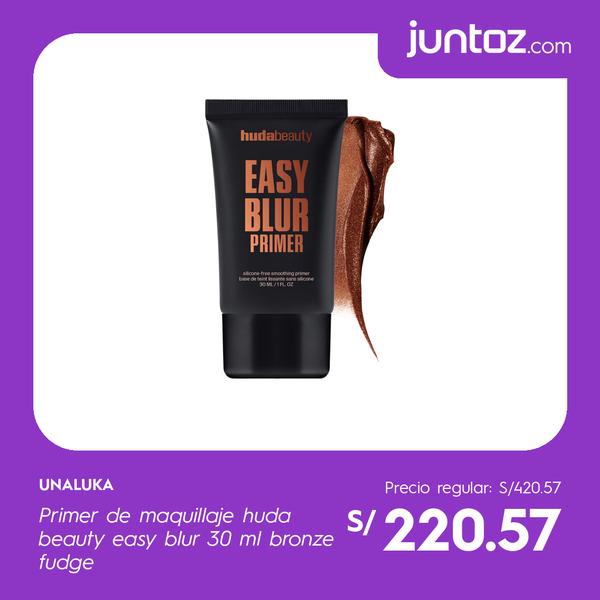 juntoz.com
hudabeauty
EASY
BLUR
PRIMER
silicone-free smoothing primer
base de teint lissante sans silicone
30 ML / 1 FL. OZ
UNALUKA
Primer de maquillaje huda
beauty easy blur 30 ml bronze
fudge
Precio regular: S/420.57
S/ 220.57